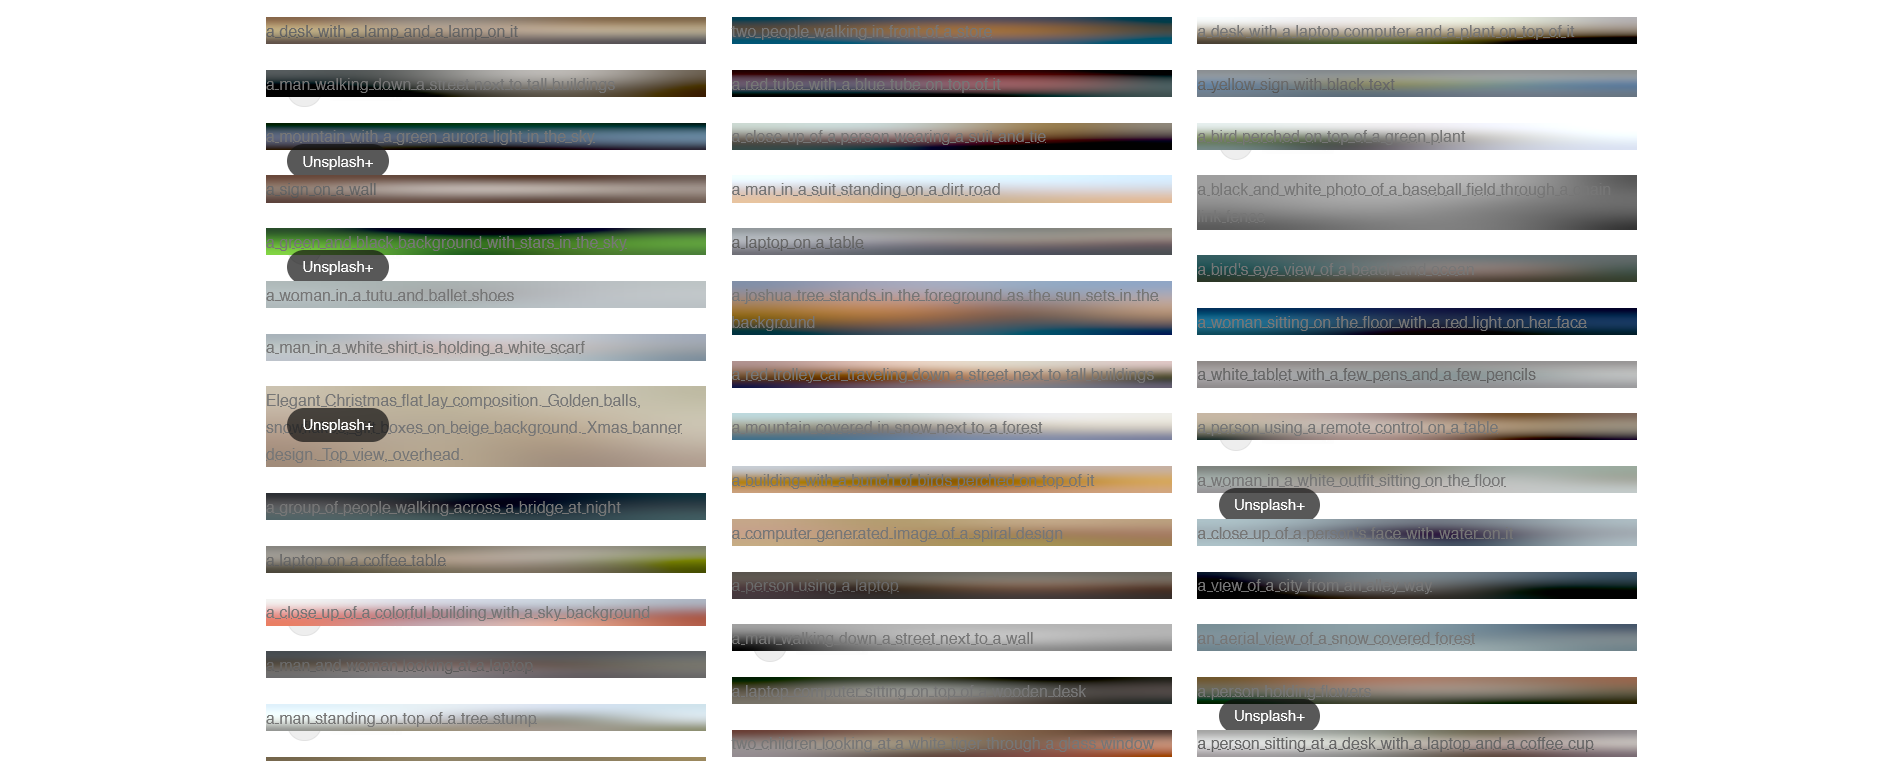 a desk with a lamp and a lamp on it
a man walking down a street next to tall buildings
a mountain with a green aurora light in the sky
Unsplash+
a sign on a wall
a green and black background with stars in the sky
Unsplash+
a woman in a tutu and ballet shoes
a man in a white shirt is holding a white scarf
Elegant Christmas flat lay composition. Golden balls,
boxes on beige background. Xmas banner
Unsplash+
design. Top view, overhead.
a group of people walking across a bridge at night
a laptop on a coffee table
a close up of a colorful building with a sky background
a man and woman looking at a laptop
a man standing on top of a tree stump
two people walking in front of a
a red tube with a blue tube on top of it
a close up of a person wearing a suit and tie
a man in a suit standing on a dirt road
a laptop on a table
a joshua tree stands in the foreground as the sun sets in the
background
a red trolley car traveling down a street next to tall buildings
a mountain covered in snow next to a forest
a building with a bunch of birds perched on top of it
a computer generated image of a spiral design
a person using a laptop
a man walking down a street next to a wall
a laptop computer sitting on top of a wooden desk
two children looking at a white tiger through a glass window
a desk with a laptop computer and a plant on top of it
a yellow sign with black text
a bird perched on top of a green plant
a black and white photo of a baseball field through a chain
link fence
a bird's eye view of a beach and ocean
a woman sitting on the floor with a red light on her face
a white tablet with a few pens and a few pencils
a person using a remote control on a table
a woman in a white outfit sitting on the floor
Unsplash+
a close up of a person's face with water on it
a view of a city from an alley way
an aerial view of a snow covered forest
a person holding flowers
Unsplash+
a person sitting at a desk with a laptop and a coffee cup